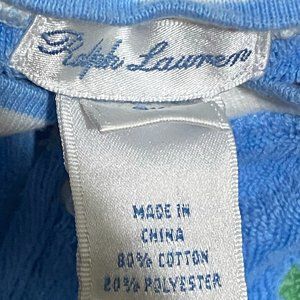 Ralph Lauren
MADE IN
CHINA
80% COTTON
20% POLYESTER